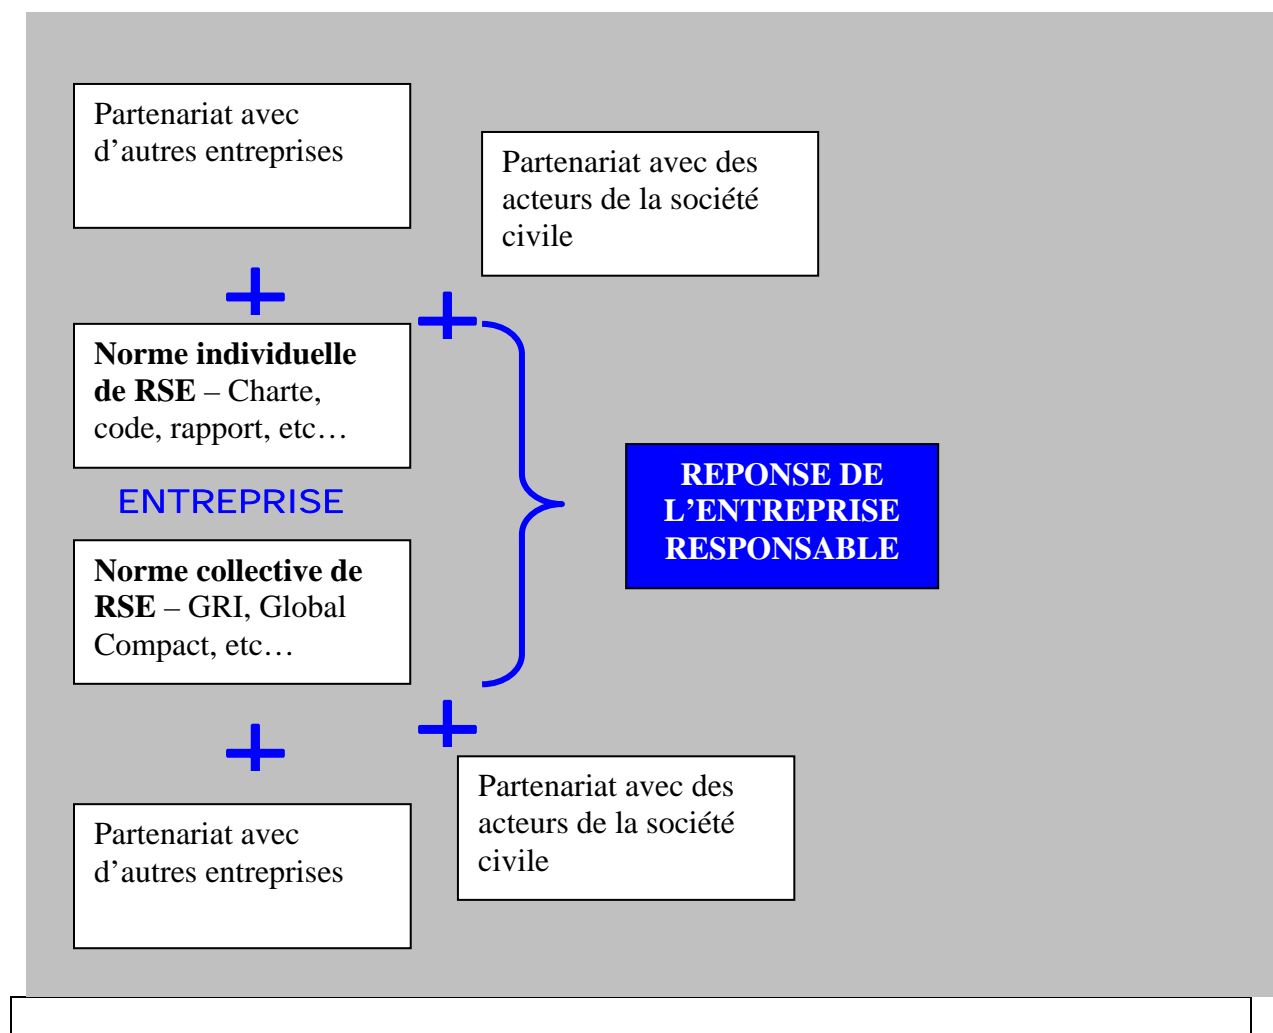 Partenariat avec
d’autres entreprises
Partenariat avec des
acteurs de la société
civile
Norme individuelle
de RSE – Charte,
code, rapport, etc…
ENTREPRISE
Norme collective de
RSE – GRI, Global
Compact, etc…
REPONSE DE
L’ENTREPRISE
RESPONSABLE
Partenariat avec des
acteurs de la société
civile
Partenariat avec
d’autres entreprises